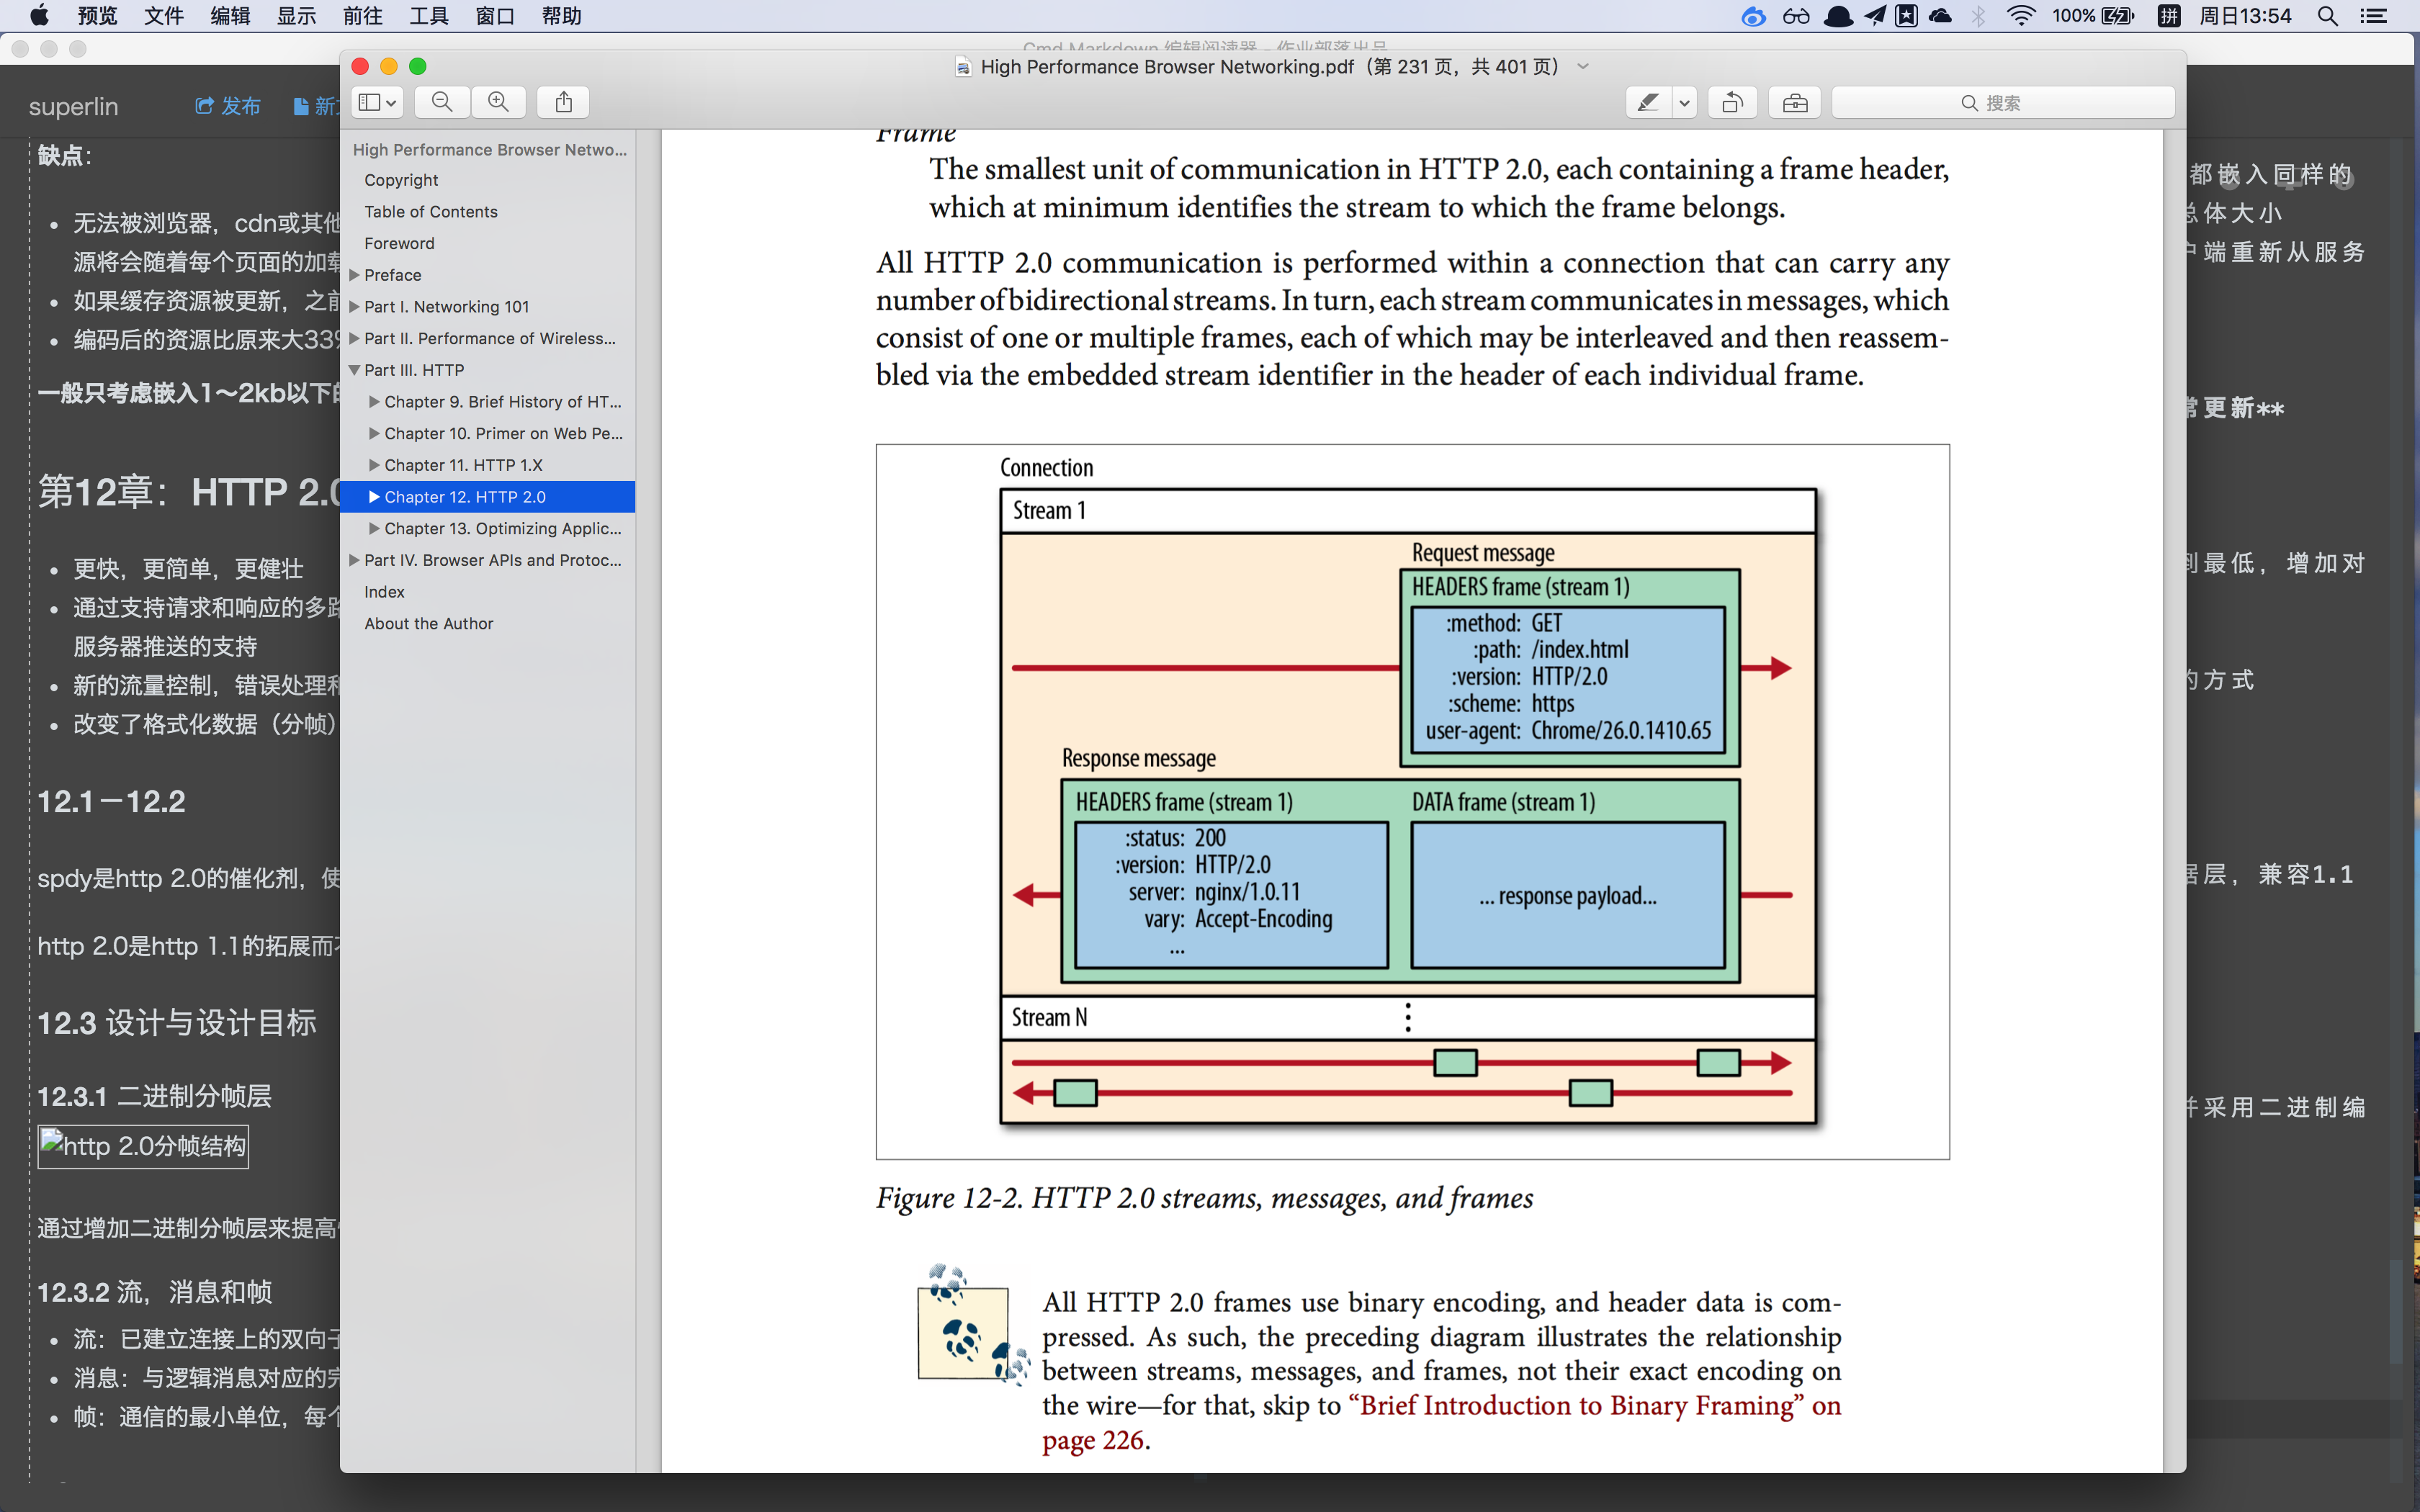 预览 文件 编辑 显示 前往 工具 窗口 帮助
100% 拼 周日13:54
superlin 发布
缺点：
无法被浏览器，cdn或其他
源将会随着每个页面的加载
如果缓存资源被更新，之前
编码后的资源比原来大33%
一般只考虑嵌入1～2kb以下的
第12章：HTTP 2.0
更快，更简单，更健壮
通过支持请求和响应的多路
服务器推送的支持
新的流量控制，错误处理和
改变了格式化数据（分帧）
12.1－12.2
spdy是http 2.0的催化剂，使
http 2.0是http 1.1的拓展而不
12.3 设计与设计目标
12.3.1 二进制分帧层
http 2.0分帧结构
通过增加二进制分帧层来提高
12.3.2 流，消息和帧
流：已建立连接上的双向字
消息：与逻辑消息对应的完
帧：通信的最小单位，每个
Cmd Markdown 编辑阅读器 - 作业部落出品
High Performance Browser Networking.pdf（第 231 页，共 401 页）
搜索
High Performance Browser Netwo...
Copyright
Table of Contents
Foreword
Preface
Part I. Networking 101
Part II. Performance of Wireless...
Part III. HTTP
Chapter 9. Brief History of HT...
Chapter 10. Primer on Web Pe...
Chapter 11. HTTP 1.X
Chapter 12. HTTP 2.0
Chapter 13. Optimizing Applic...
Part IV. Browser APIs and Protoc...
Index
About the Author
Frame
The smallest unit of communication in HTTP 2.0, each containing a frame header,
which at minimum identifies the stream to which the frame belongs.
All HTTP 2.0 communication is performed within a connection that can carry any
number of bidirectional streams. In turn, each stream communicates in messages, which
consist of one or multiple frames, each of which may be interleaved and then reassem-
bled via the embedded stream identifier in the header of each individual frame.
Connection
Stream 1
Request message
HEADERS frame (stream 1)
:method: GET
:path: /index.html
:version: HTTP/2.0
:scheme: https
user-agent: Chrome/26.0.1410.65
Response message
HEADERS frame (stream 1)
:status: 200
:version: HTTP/2.0
server: nginx/1.0.11
vary: Accept-Encoding
...
DATA frame (stream 1)
... response payload...
Stream N
Figure 12-2. HTTP 2.0 streams, messages, and frames
All HTTP 2.0 frames use binary encoding, and header data is com-
pressed. As such, the preceding diagram illustrates the relationship
between streams, messages, and frames, not their exact encoding on
the wire—for that, skip to “Brief Introduction to Binary Framing” on
page 226.
都嵌入同样的
总体大小
户端重新从服务
常更新**
到最低，增加对
的方式
据层，兼容1.1
并采用二进制编